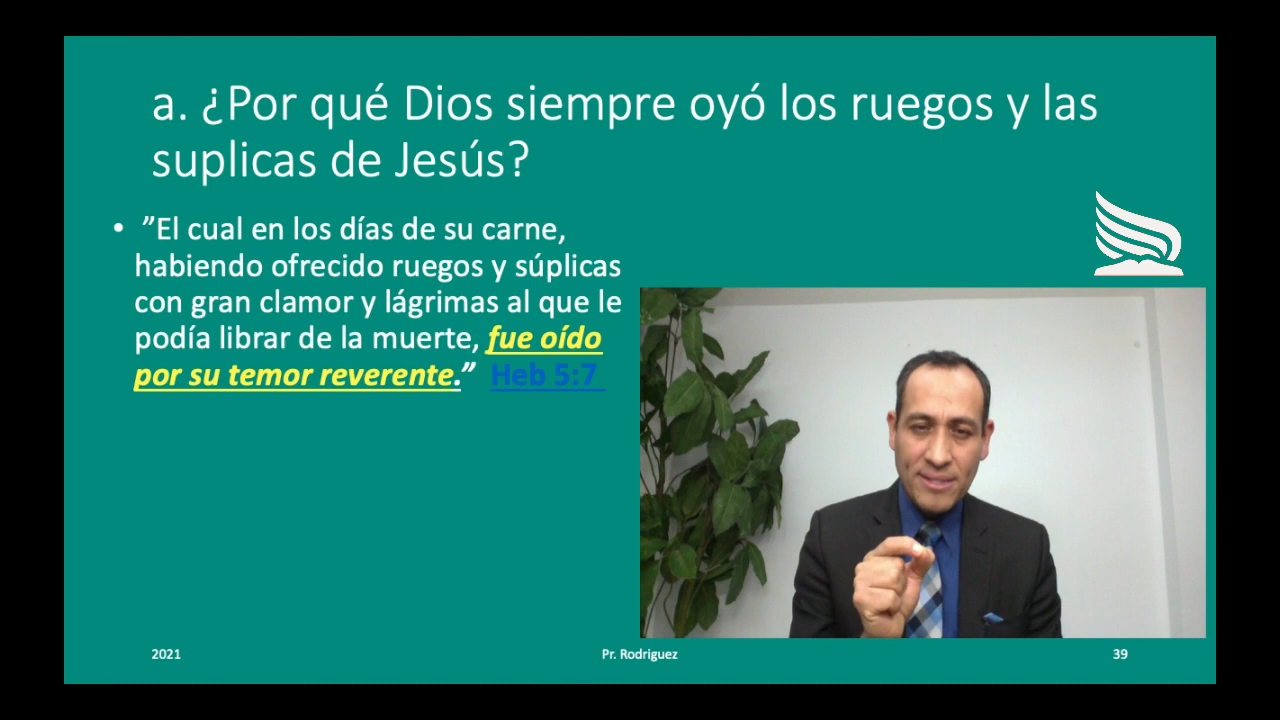 a. ¿Por qué Dios siempre oyó los ruegos y las
suplicas de Jesús?
• ”El cual en los días de su carne,
habiendo ofrecido ruegos y súplicas
con gran clamor y lágrimas al que le
podía librar de la muerte, fue oído
por su temor reverente.” Heb 5:7
2021
Pr. Rodriguez
39